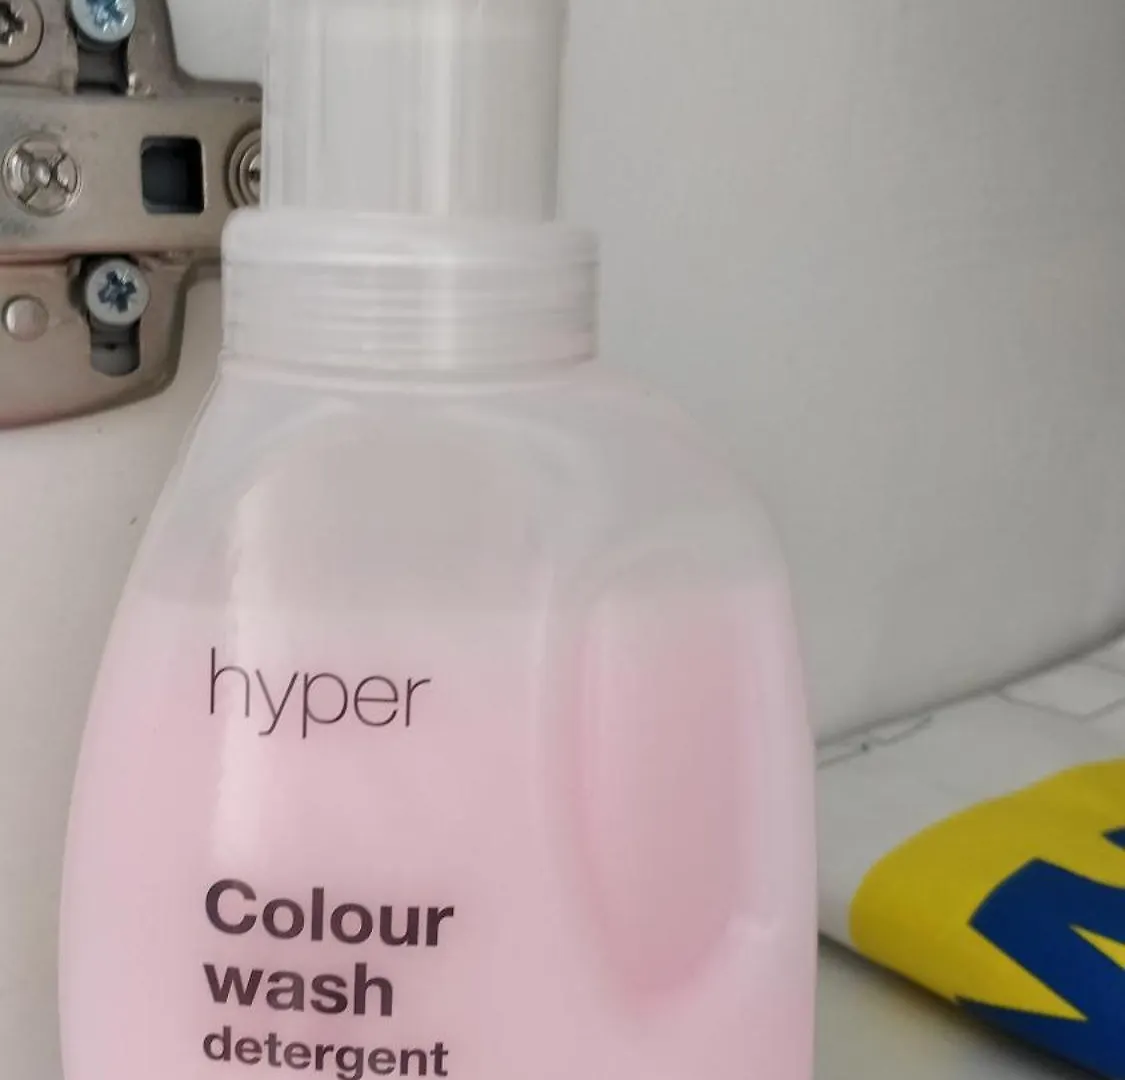 hyper
Colour
wash
detergent